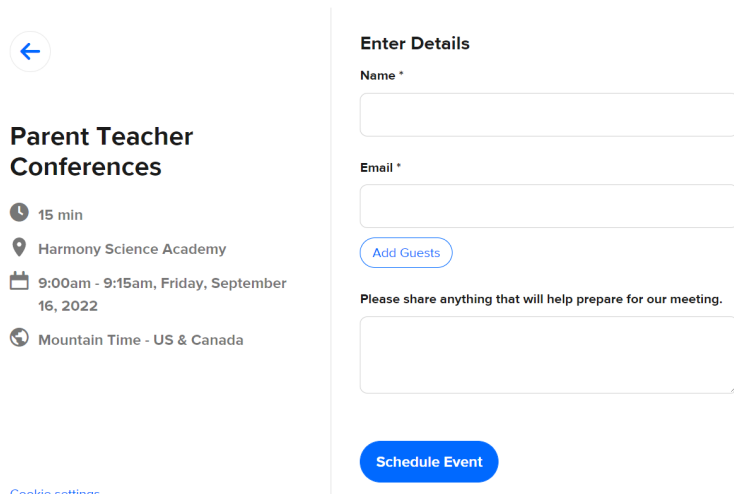 Parent Teacher
Conferences
15 min
Harmony Science Academy
9:00am - 9:15am, Friday, September
16, 2022
Mountain Time - US & Canada
Cookie settings
Enter Details
Name *
Email *
Add Guests
Please share anything that will help prepare for our meeting.
Schedule Event